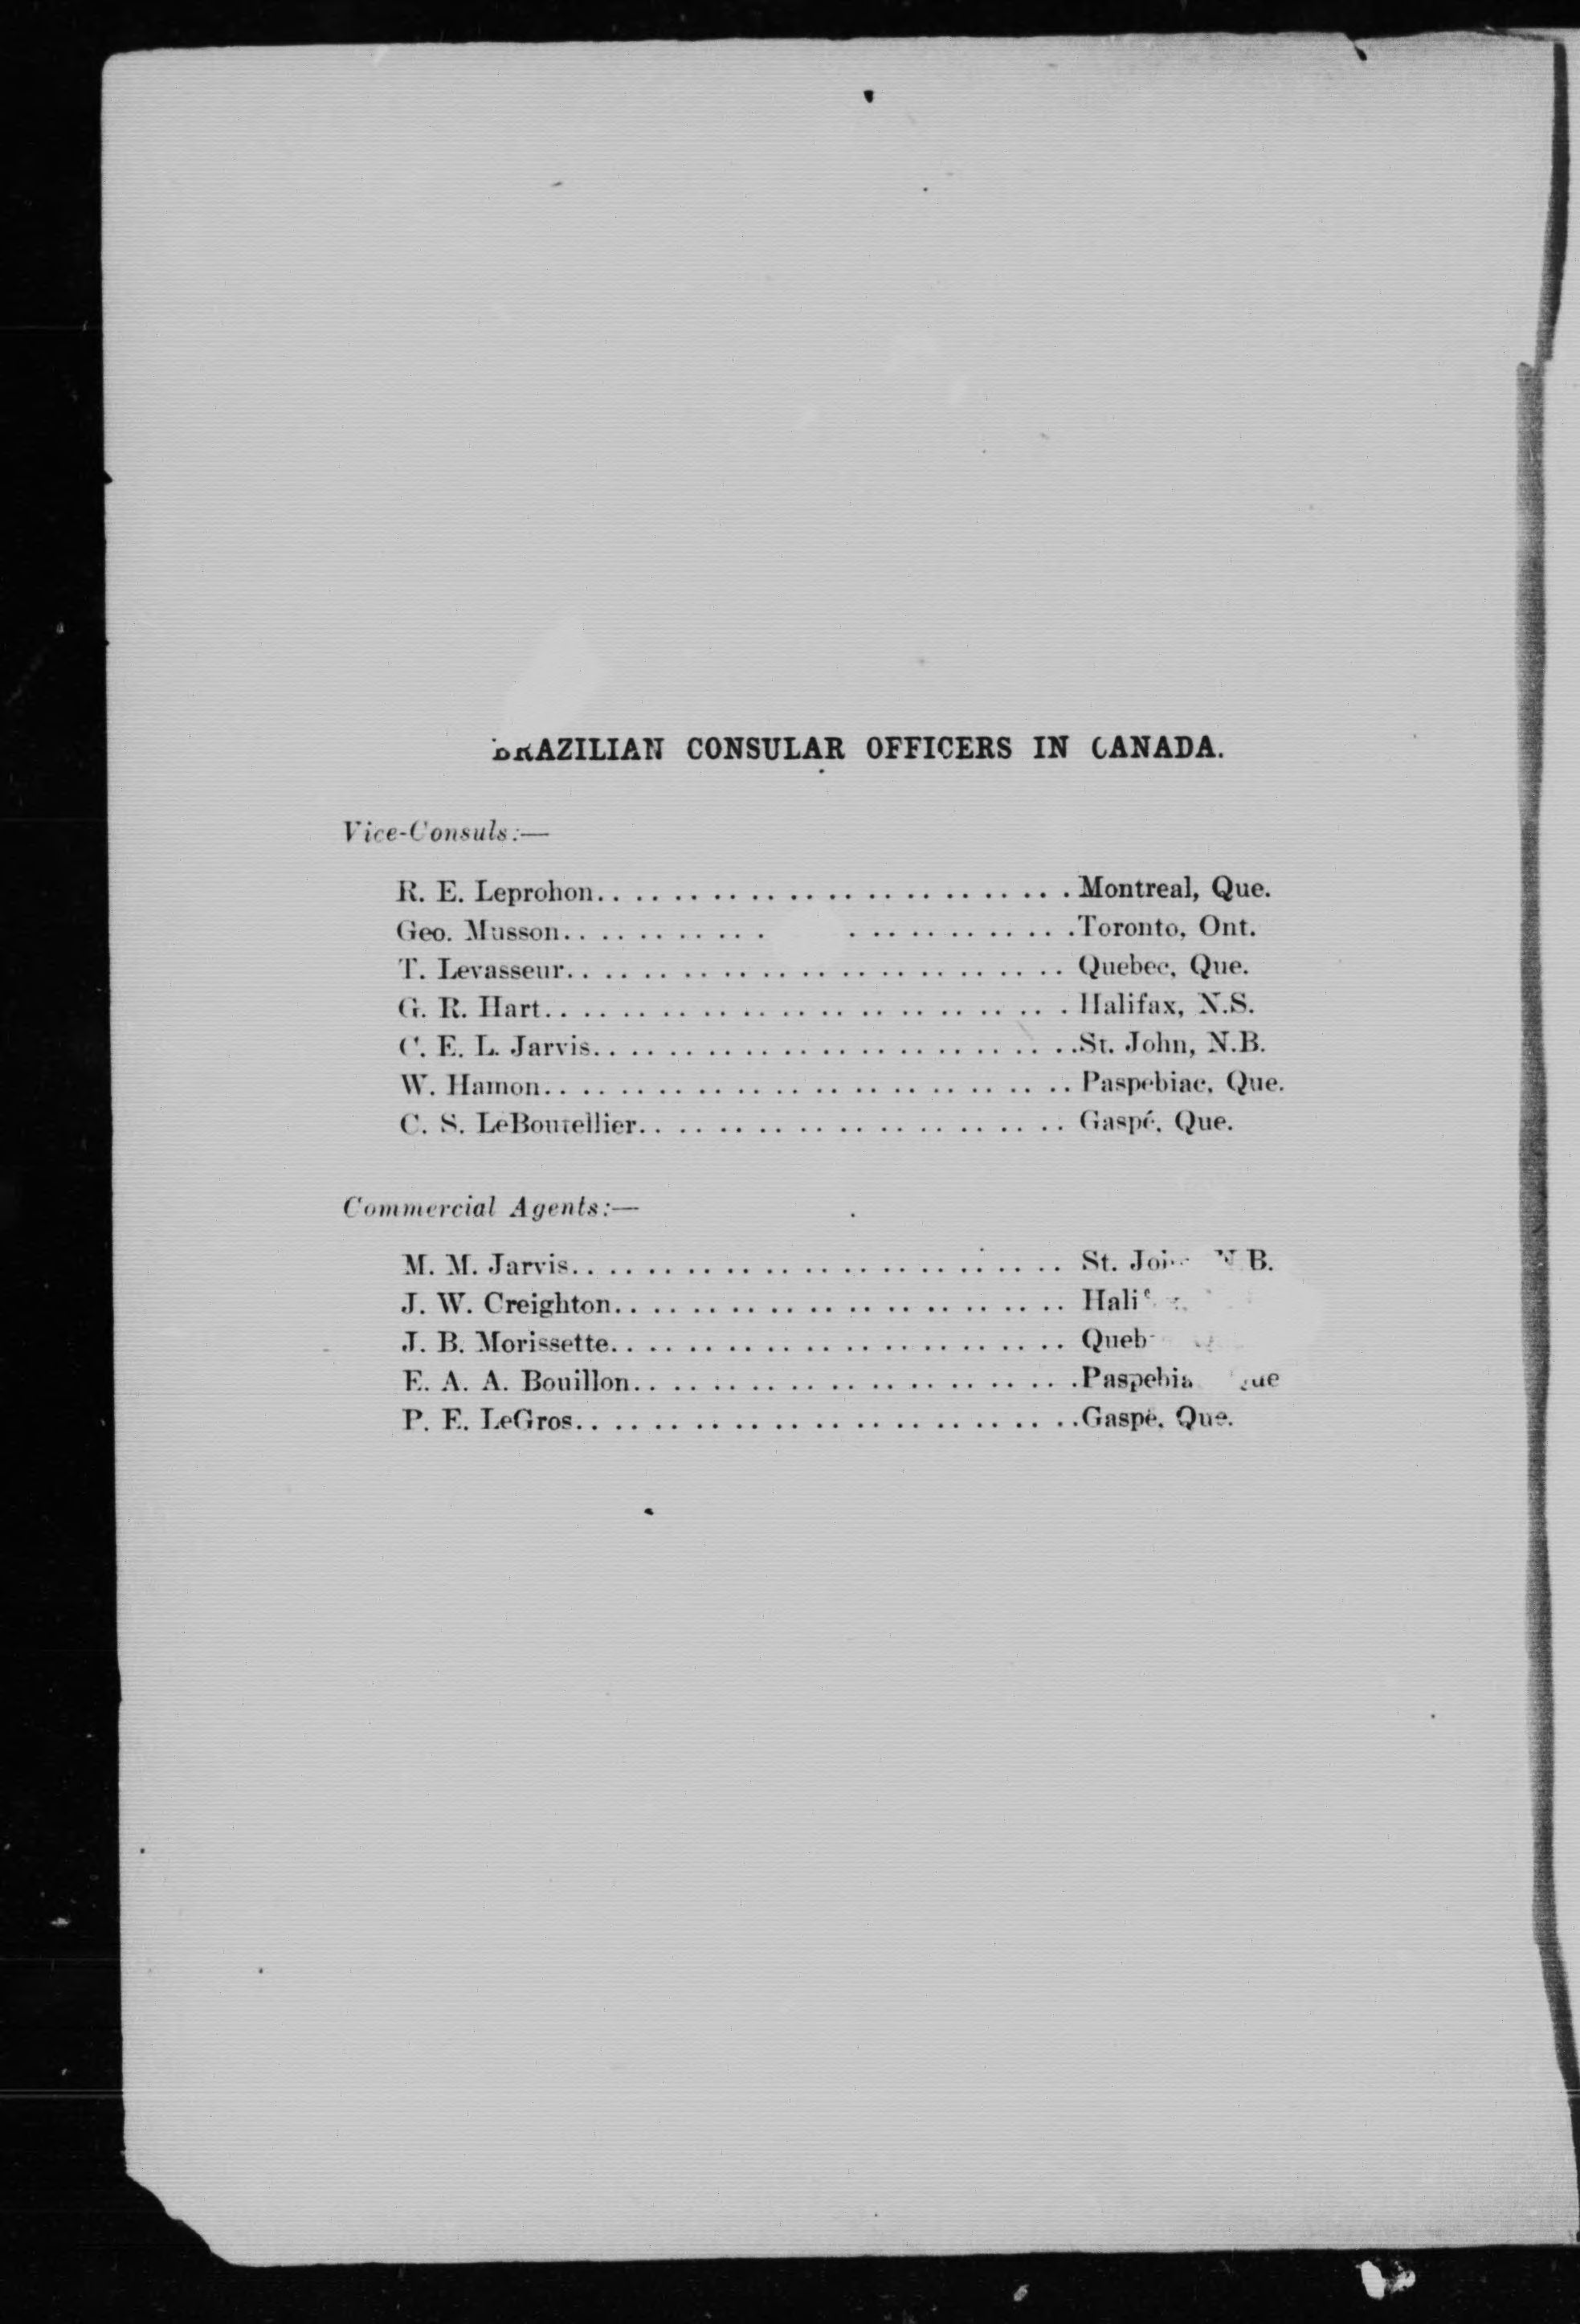 BRAZILIAN CONSULAR OFFICERS IN CANADA.
Vice-Consuls:—
R. E. Leprohon.........................Montreal, Que.
Geo. Musson........... ............Toronto, Ont.
T. Levasseur.......................... Quebec, Que.
G. R. Hart...........................Halifax, N.S.
C. E. L. Jarvis.........................St. John, N.B.
W. Hamon............................Paspebiac, Que.
C. S. LeBoutellier...................... Gaspé, Que.
Commercial Agents:—
M. M. Jarvis.......................... St. B.
J. W. Creighton........................
J. B. Morissette........................
E. A. A. Bouillon.......................
P. E. LeGros..........................Gaspé, Que.